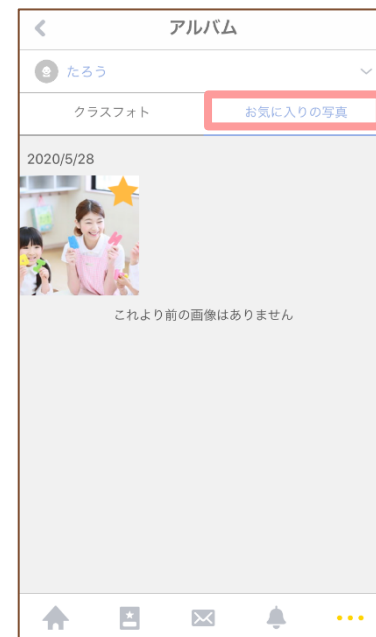 アルバム
たろう
クラスフォト
お気に入りの写真
2020/5/28
これより前の画像はありません